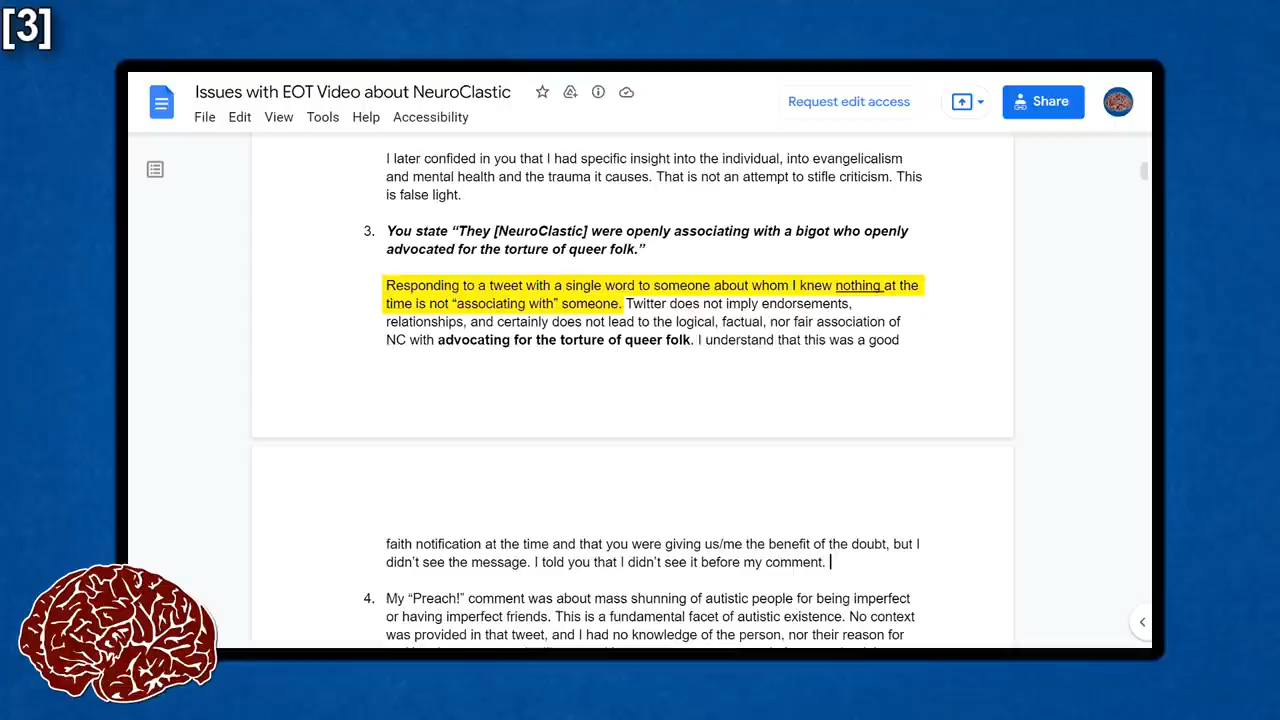 [3]
Issues with EOT Video about NeuroClastic
Request edit access
Share
File Edit View Tools Help Accessibility
I later confided in you that I had specific insight into the individual, into evangelicalism
and mental health and the trauma it causes. That is not an attempt to stifle criticism. This
is false light.
3. You state “They [NeuroClastic] were openly associating with a bigot who openly
advocated for the torture of queer folk.”
Responding to a tweet with a single word to someone about whom I knew nothing at the
time is not “associating with” someone. Twitter does not imply endorsements,
relationships, and certainly does not lead to the logical, factual, nor fair association of
NC with advocating for the torture of queer folk. I understand that this was a good
faith notification at the time and that you were giving us/me the benefit of the doubt, but I
didn’t see the message. I told you that I didn’t see it before my comment.
4. My “Preach!” comment was about mass shunning of autistic people for being imperfect
or having imperfect friends. This is a fundamental facet of autistic existence. No context
was provided in that tweet, and I had no knowledge of the person, nor their reason for